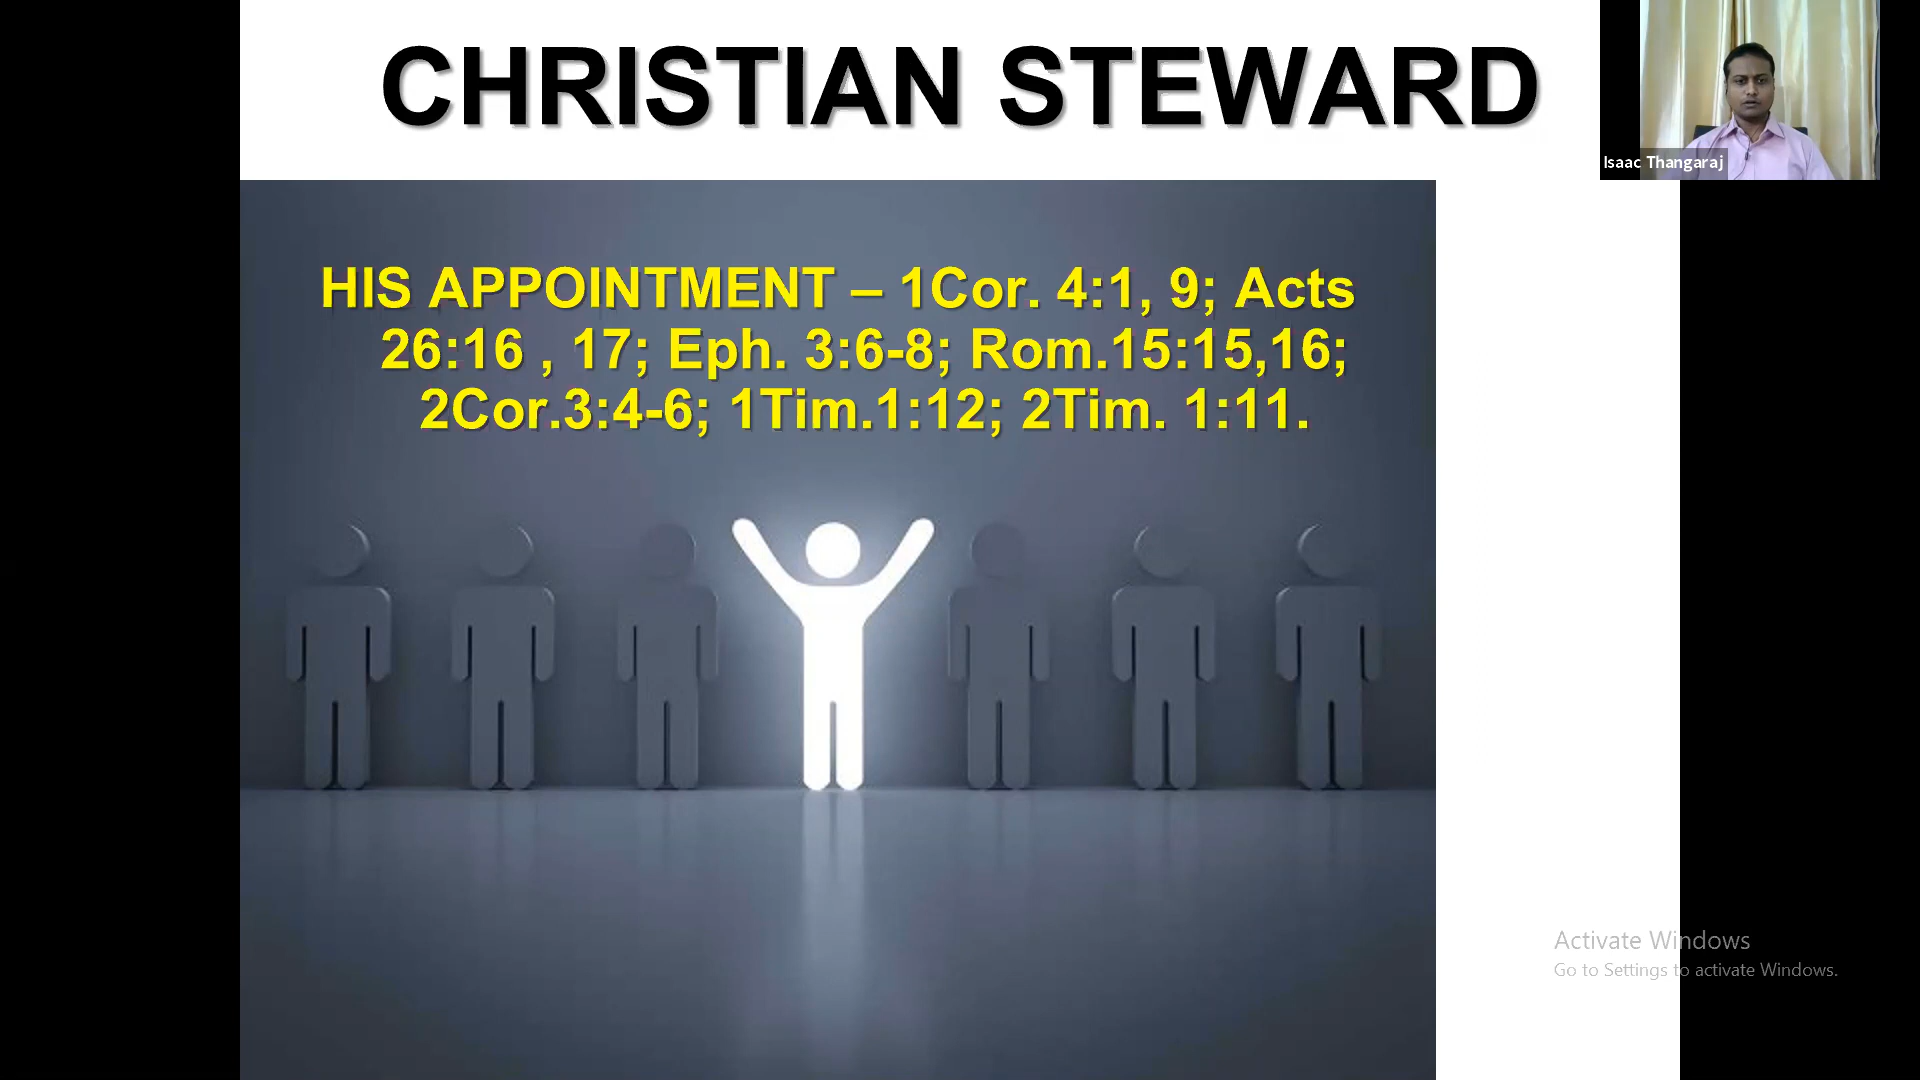 CHRISTIAN STEWARD
Isaac Thangaraj
HIS APPOINTMENT – 1Cor. 4:1, 9; Acts
26:16 , 17; Eph. 3:6-8; Rom.15:15,16;
2Cor.3:4-6; 1Tim.1:12; 2Tim. 1:11.
Activate Windows
Go to Settings to activate Windows.